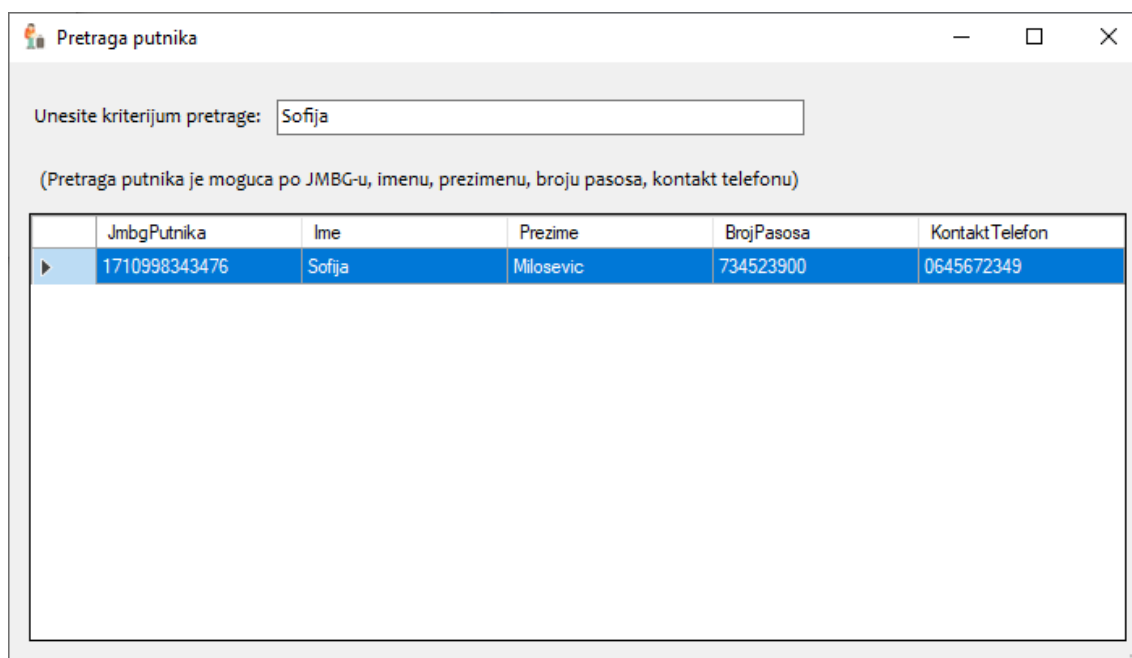 Pretraga putnika
Unesite kriterijum pretrage: Sofija
(Pretraga putnika je moguca po JMBG-u, imenu, prezimenu, broju pasosa, kontakt telefonu)
JmbgPutnika Ime Prezime BrojPasosa KontaktTelefon
1710998343476 Sofija Milosevic 734523900 0645672349